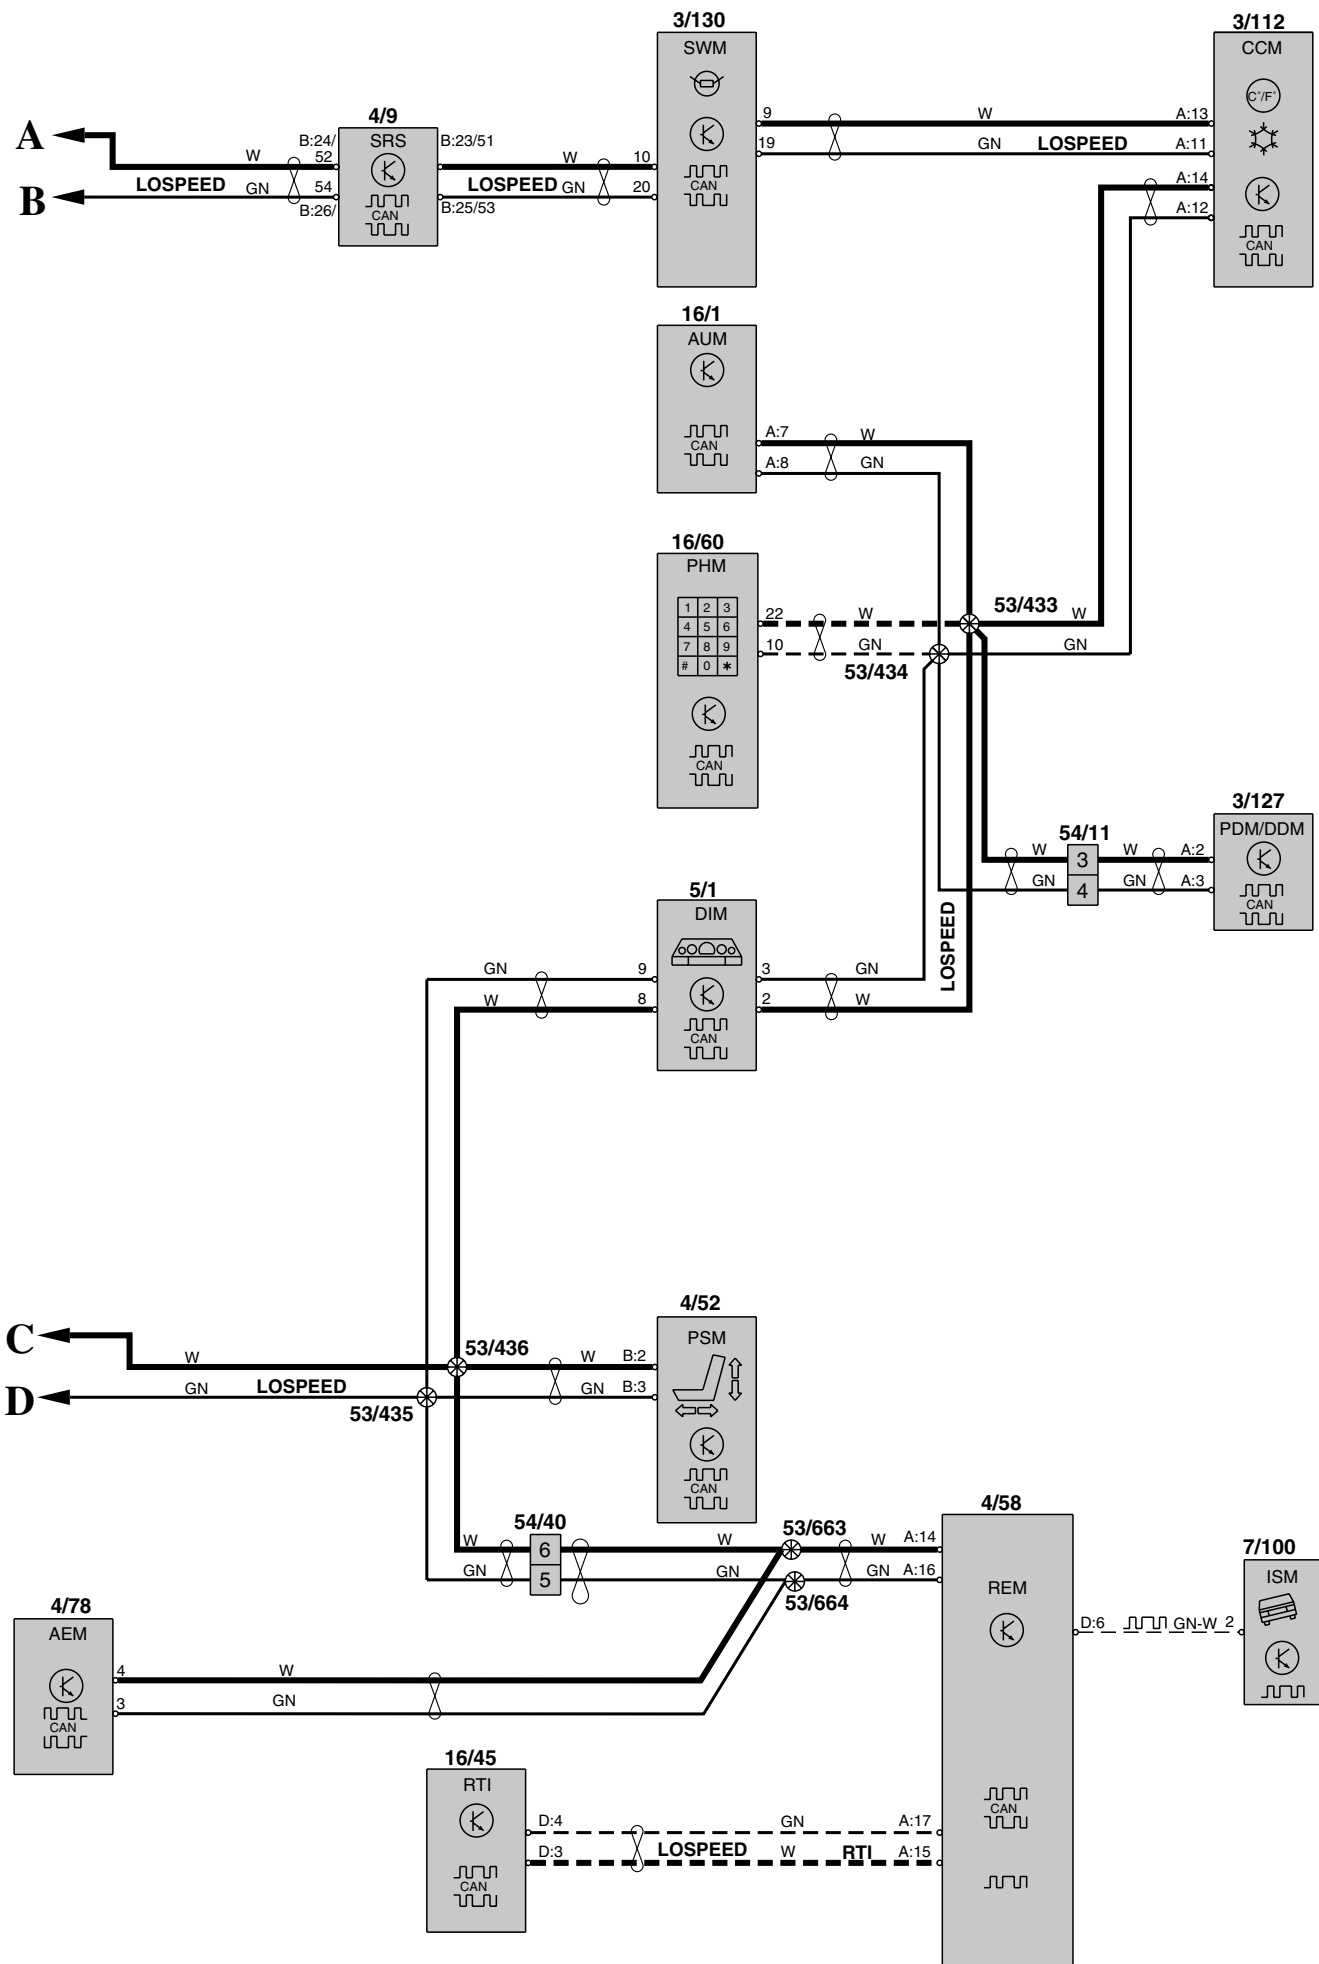 3/130
3/112
SWM
CCM
C°/F°
4/9
A
B:24/
52
SRS
B:23/51
W
W
10
9
W
A:13
19
GN
LOSPEED
A:11
B
LOSPEED
GN
54
B:26/
CAN
LOSPEED
GN
20
B:25/53
CAN
A:14
A:12
CAN
16/1
AUM
CAN
A:7
W
A:8
GN
16/60
PHM
1 2 3
4 5 6
7 8 9
# 0 *
22
W
53/433
W
10
GN
53/434
GN
CAN
3/127
54/11
PDM/DDM
W
3
W
A:2
GN
4
GN
A:3
CAN
5/1
DIM
LOSPEED
GN
9
3
GN
W
8
2
W
CAN
4/52
C
53/436
PSM
W
W
B:2
D
GN
LOSPEED
53/435
GN
B:3
CAN
4/58
54/40
53/663
W
6
W
W
A:14
7/100
GN
5
GN
GN
A:16
ISM
53/664
REM
4/78
AEM
D:6
GN-W
2
4
W
3
GN
CAN
16/45
RTI
D:4
GN
A:17
CAN
D:3
LOSPEED
W
RTI
A:15
CAN